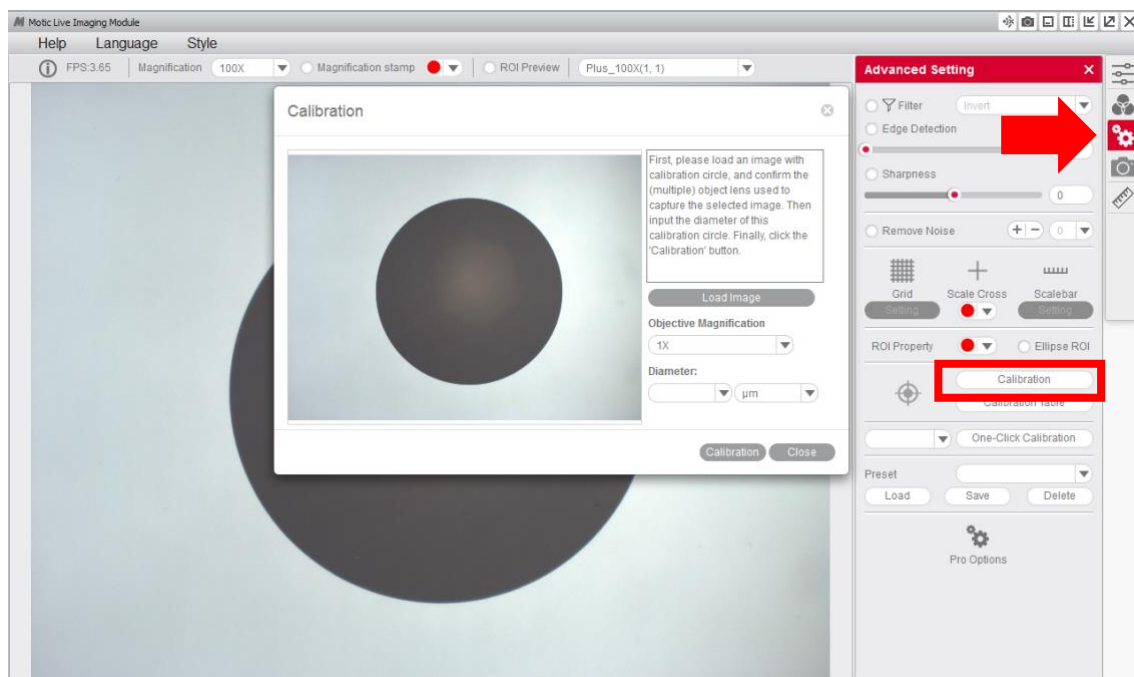 Motic Live Imaging Module
Help Language Style
FPS:3.65 Magnification 100X Magnification stamp ROI Preview Plus_100X(1, 1)
Calibration
First, please load an image with
calibration circle, and confirm the
(multiple) object lens used to
capture the selected image. Then
input the diameter of this
calibration circle. Finally, click the
'Calibration' button.
Load Image
Objective Magnification
1X
Diameter:
µm
Calibration Close
Advanced Setting
Filter Invert
Edge Detection
Sharpness
0
Remove Noise + - 0
Grid Scale Cross Scalebar
Setting Setting
ROI Property Ellipse ROI
Calibration
Calibration Table
One-Click Calibration
Preset
Load Save Delete
Pro Options